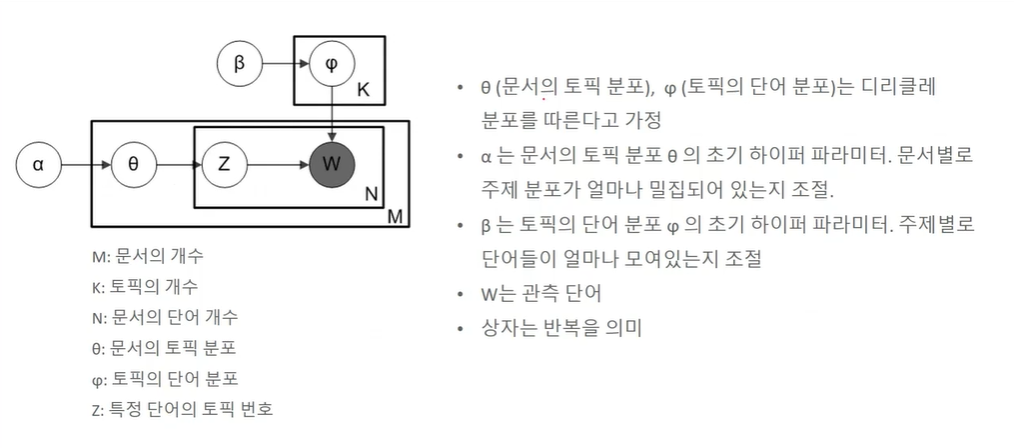 β
φ
K
α
θ
Z
W
N
M
M: 문서의 개수
K: 토픽의 개수
N: 문서의 단어 개수
θ: 문서의 토픽 분포
φ: 토픽의 단어 분포
Z: 특정 단어의 토픽 번호
• θ (문서의 토픽 분포), φ (토픽의 단어 분포)는 디리클레
분포를 따른다고 가정
• α 는 문서의 토픽 분포 θ 의 초기 하이퍼 파라미터. 문서별로
주제 분포가 얼마나 밀집되어 있는지 조절.
• β 는 토픽의 단어 분포 φ 의 초기 하이퍼 파라미터. 주제별로
단어들이 얼마나 모여있는지 조절
• W는 관측 단어
• 상자는 반복을 의미